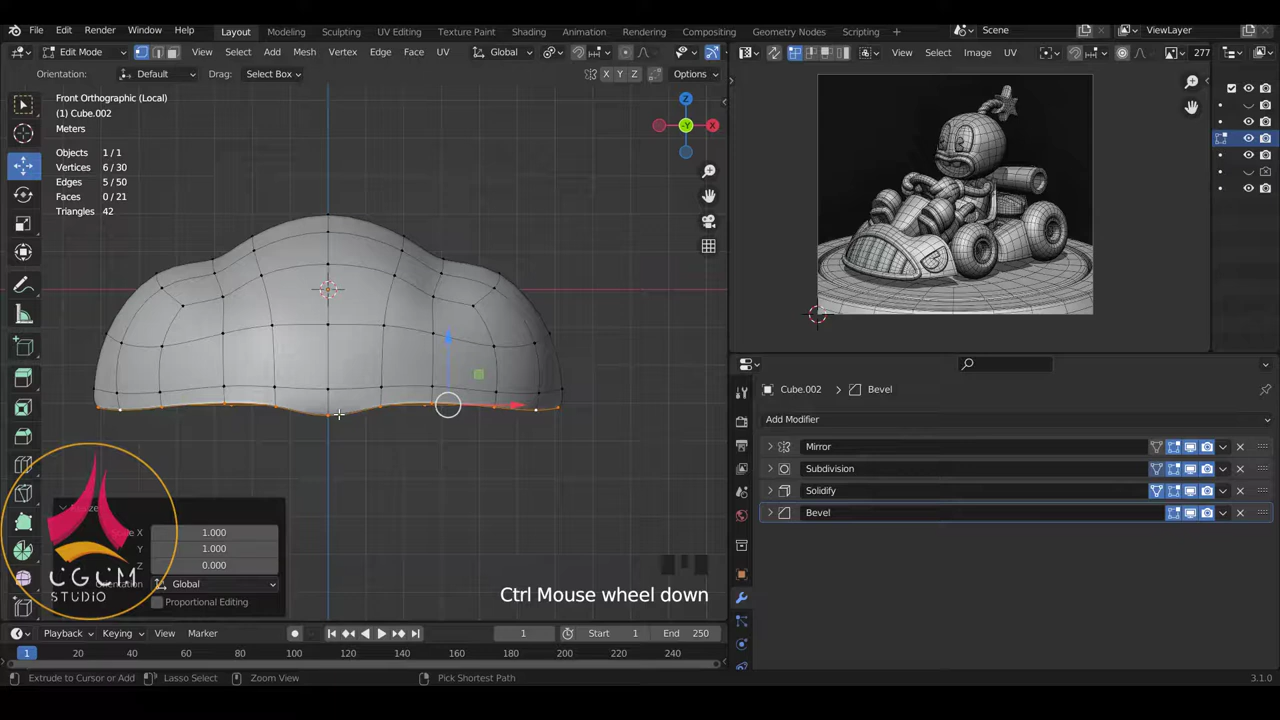 File Edit Render Window Help Layout Modeling Sculpting UV Editing Texture Paint Shading Animation Rendering Compositing Geometry Nodes Scripting Scene ViewLayer
Edit Mode View Select Add Mesh Vertex Edge Face UV Global View Select Image UV 277
Orientation: Default Drag: Select Box X Y Z Options
Front Orthographic (Local)
(1) Cube.002
Meters
Objects 1 / 1
Vertices 6 / 30
Edges 5 / 50
Faces 0 / 21
Triangles 42
Z
Y
X
Cube.002 Bevel
Add Modifier
Mirror
Subdivision
Solidify
Bevel
1.000
Y 1.000
Z 0.000
Orientation Global
Proportional Editing
UGUM
STUDIO
Ctrl Mouse wheel down
Playback Keying View Marker 1 Start 1 End 250
1 20 40 60 80 100 120 140 160 180 200 220 240
Extrude to Cursor or Add Lasso Select Zoom View Pick Shortest Path 3.1.0